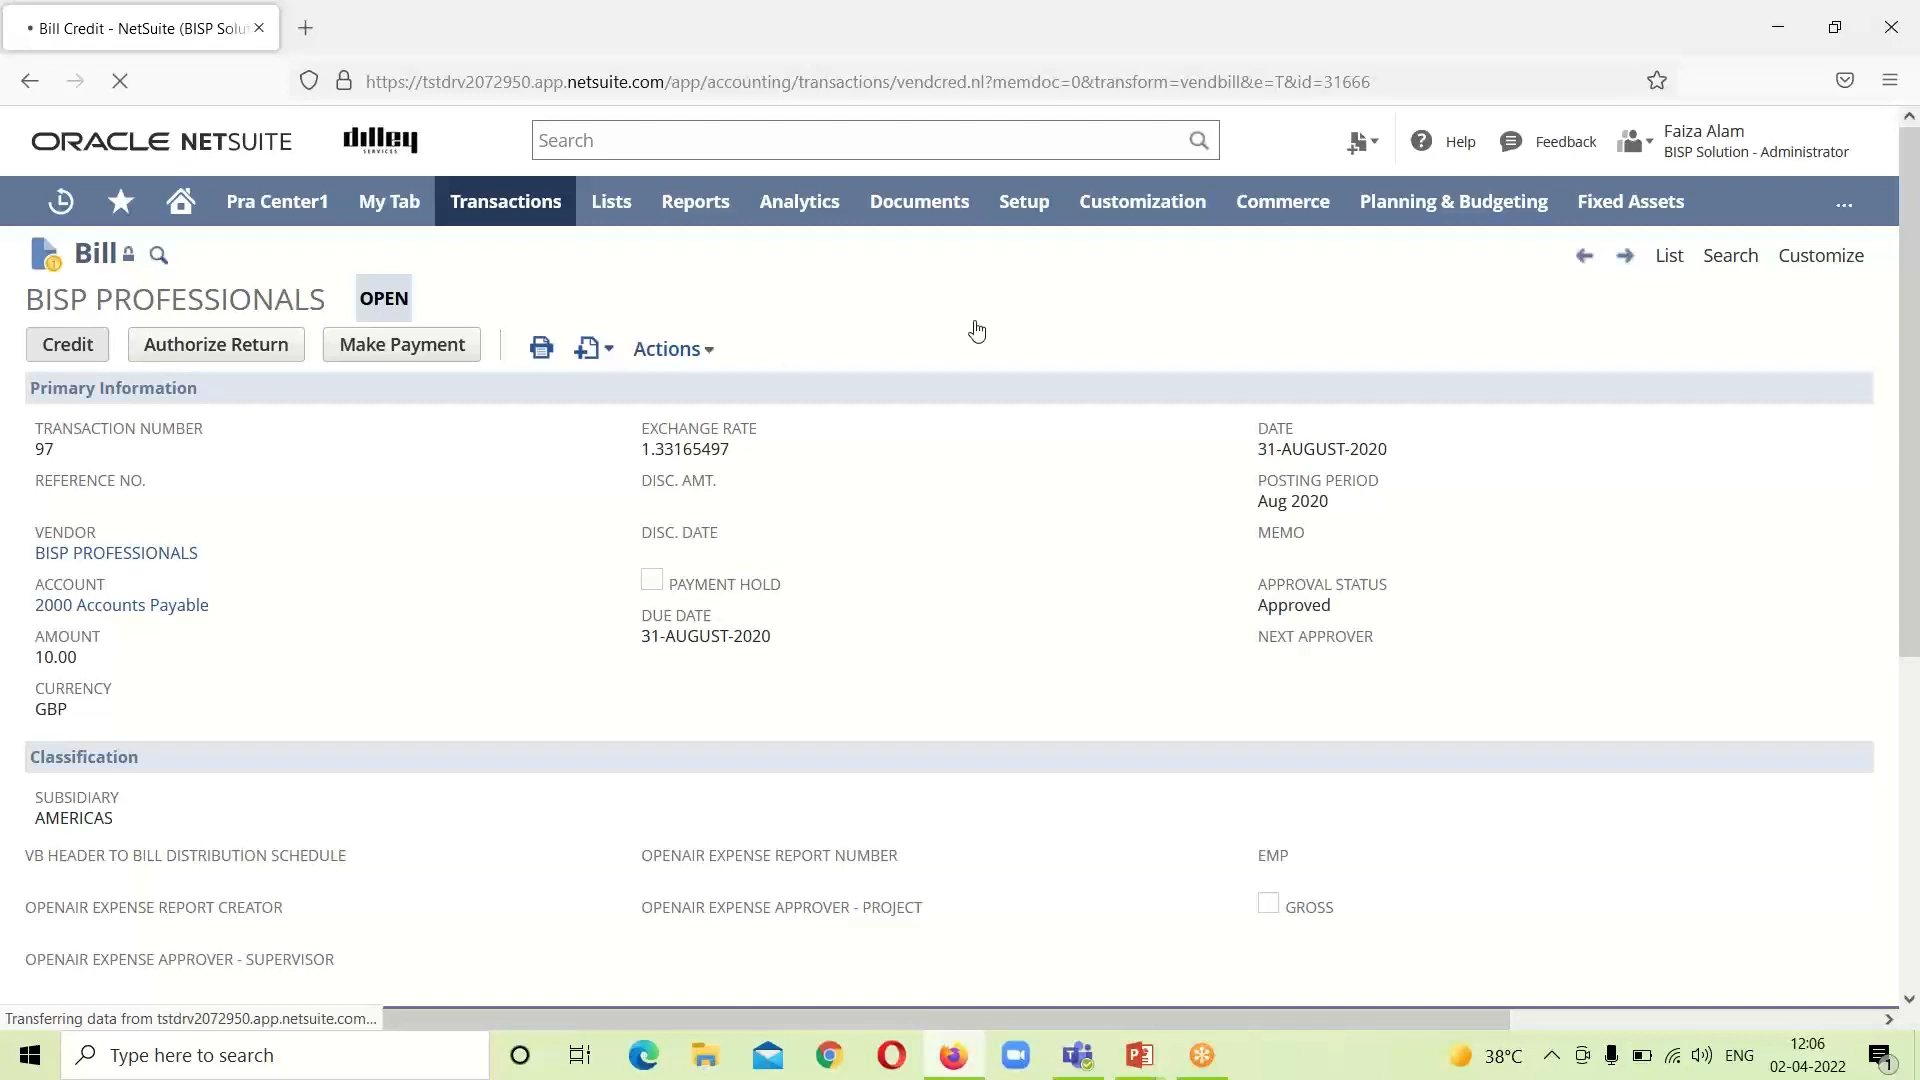 Bill Credit - NetSuite (BISP Solu
https://tstdrv2072950.app.netsuite.com/app/accounting/transactions/vendcred.nl?memdoc=0&transform=vendbill&e=T&id=31666
ORACLE NETSUITE
dilley
SERVICES
Search
Help
Feedback
Faiza Alam
BISP Solution - Administrator
Pra Center1 My Tab Transactions Lists Reports Analytics Documents Setup Customization Commerce Planning & Budgeting Fixed Assets ...
Bill
List Search Customize
BISP PROFESSIONALS OPEN
Credit Authorize Return Make Payment Actions
Primary Information
TRANSACTION NUMBER
97
REFERENCE NO.
VENDOR
BISP PROFESSIONALS
ACCOUNT
2000 Accounts Payable
AMOUNT
10.00
CURRENCY
GBP
EXCHANGE RATE
1.33165497
DISC. AMT.
DISC. DATE
PAYMENT HOLD
DUE DATE
31-AUGUST-2020
DATE
31-AUGUST-2020
POSTING PERIOD
Aug 2020
MEMO
APPROVAL STATUS
Approved
NEXT APPROVER
Classification
SUBSIDIARY
AMERICAS
VB HEADER TO BILL DISTRIBUTION SCHEDULE
OPENAIR EXPENSE REPORT NUMBER
EMP
OPENAIR EXPENSE REPORT CREATOR
OPENAIR EXPENSE APPROVER - PROJECT
GROSS
OPENAIR EXPENSE APPROVER - SUPERVISOR
Transferring data from tstdrv2072950.app.netsuite.com...
Type here to search
38°C
ENG
12:06
02-04-2022
1